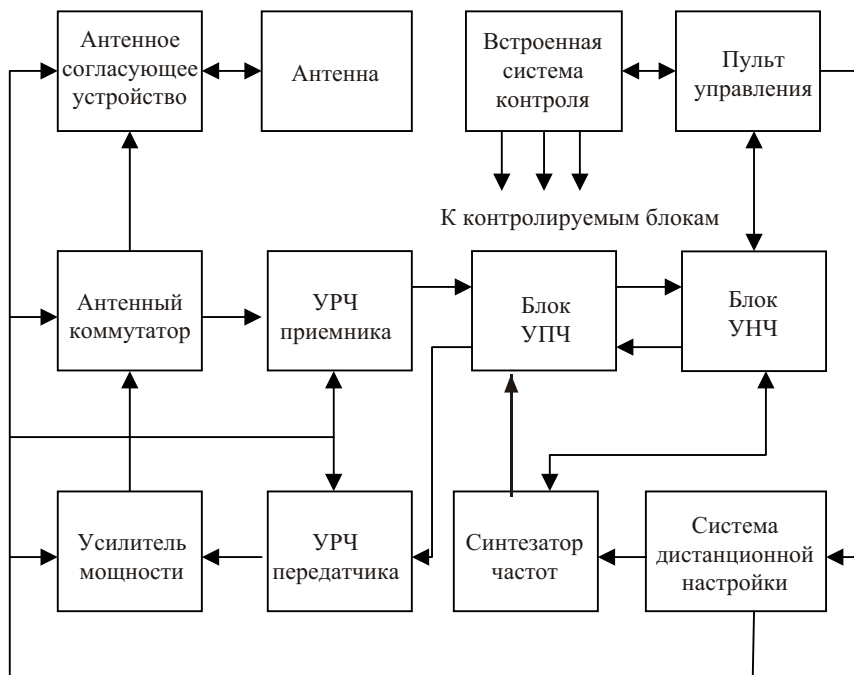 Антенное
согласующее
устройство
Антенна
Встроенная
система
контроля
Пульт
управления
К контролируемым блокам
Антенный
коммутатор
УРЧ
приемника
Блок
УПЧ
Блок
УНЧ
Усилитель
мощности
УРЧ
передатчика
Синтезатор
частот
Система
дистанционной
настройки